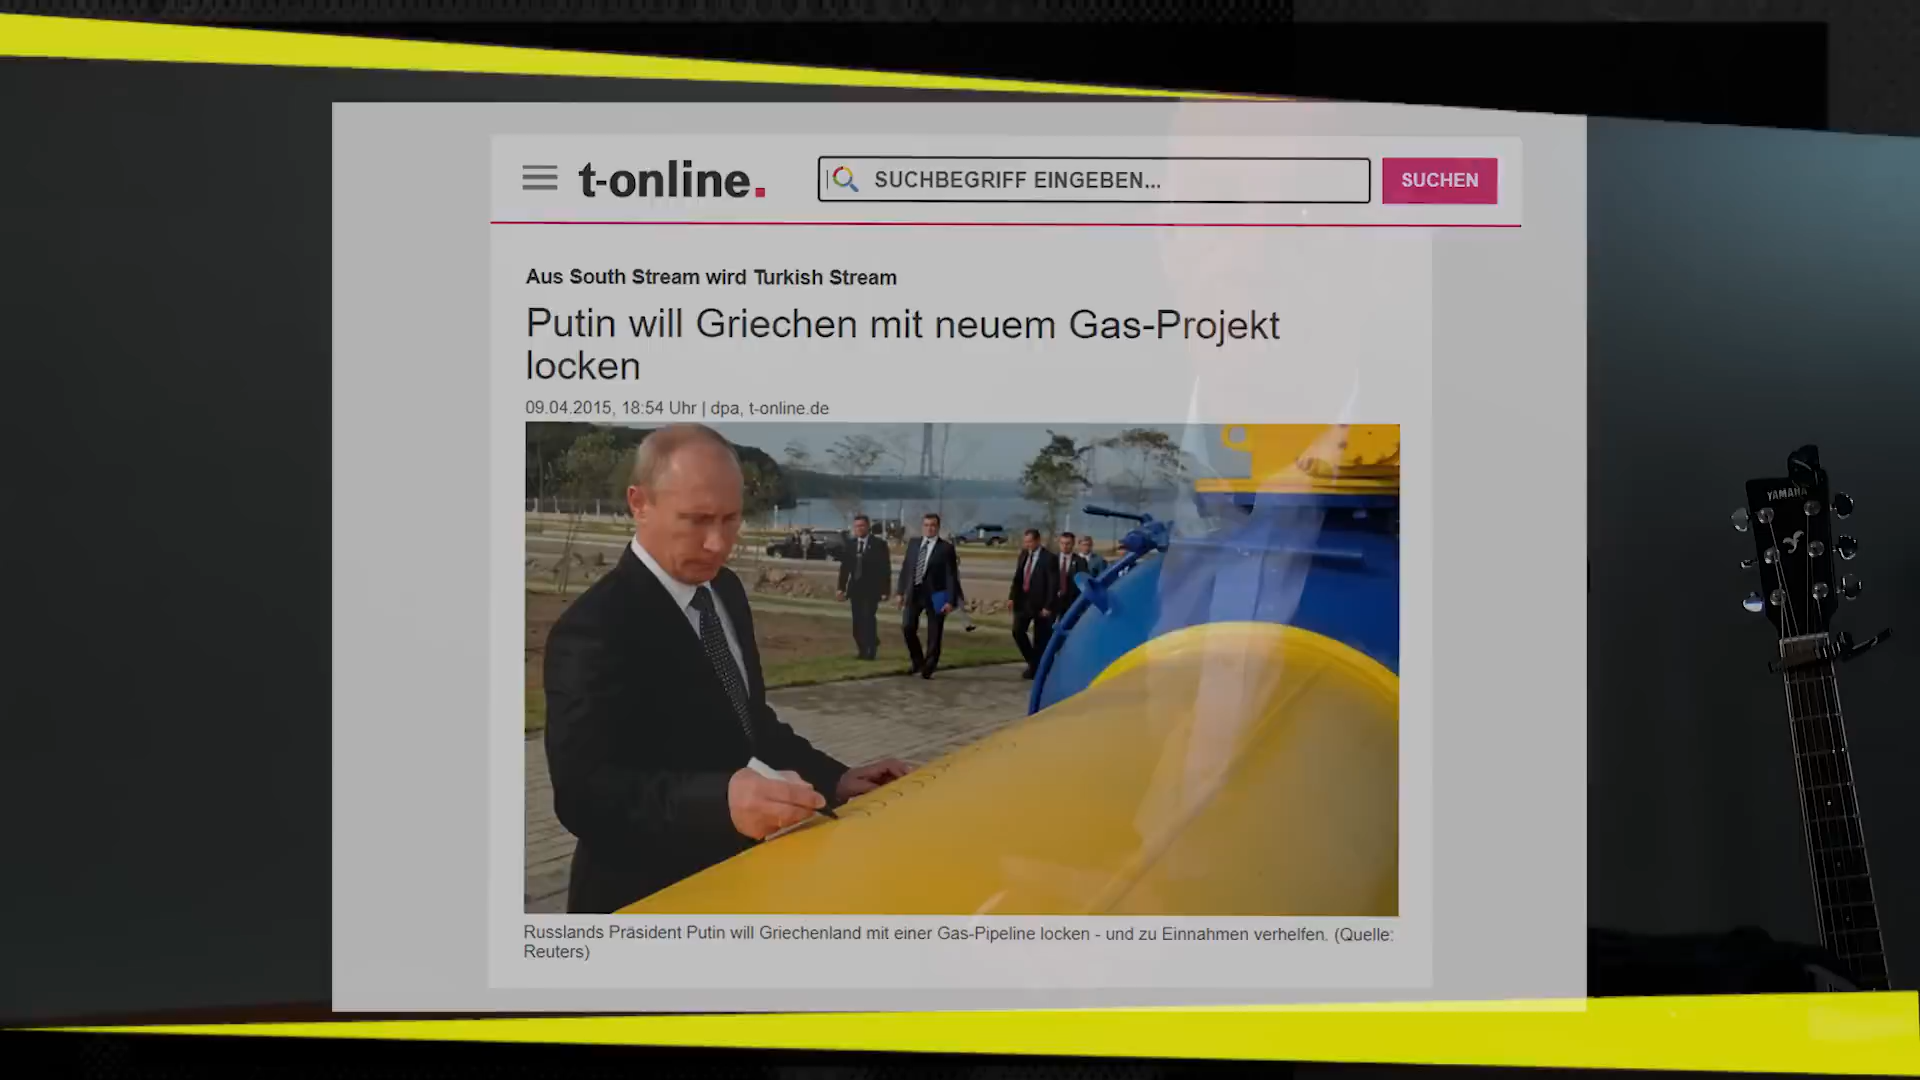 t-online.
SUCHBEGRIFF EINGEBEN...
SUCHEN
Aus South Stream wird Turkish Stream
Putin will Griechen mit neuem Gas-Projekt
locken
09.04.2015, 18:54 Uhr | dpa, t-online.de
YAMAHA
Russlands Präsident Putin will Griechenland mit einer Gas-Pipeline locken - und zu Einnahmen verhelfen. (Quelle:
Reuters)